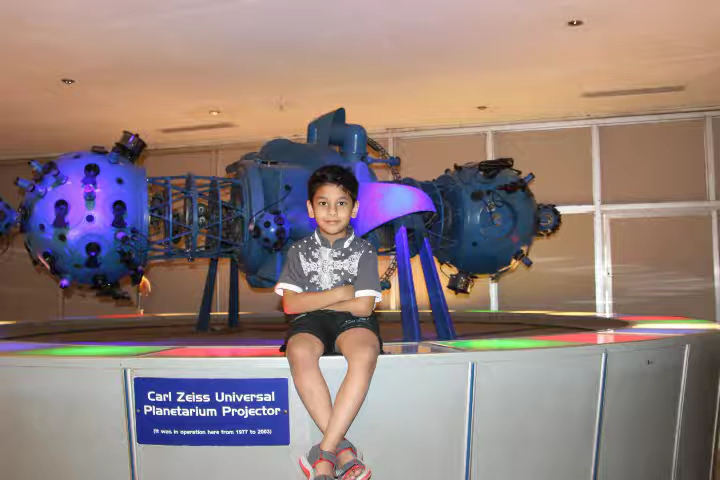 Carl Zeiss Universal
Planetarium Projector
(It was in operation here from 1977 to 2003)